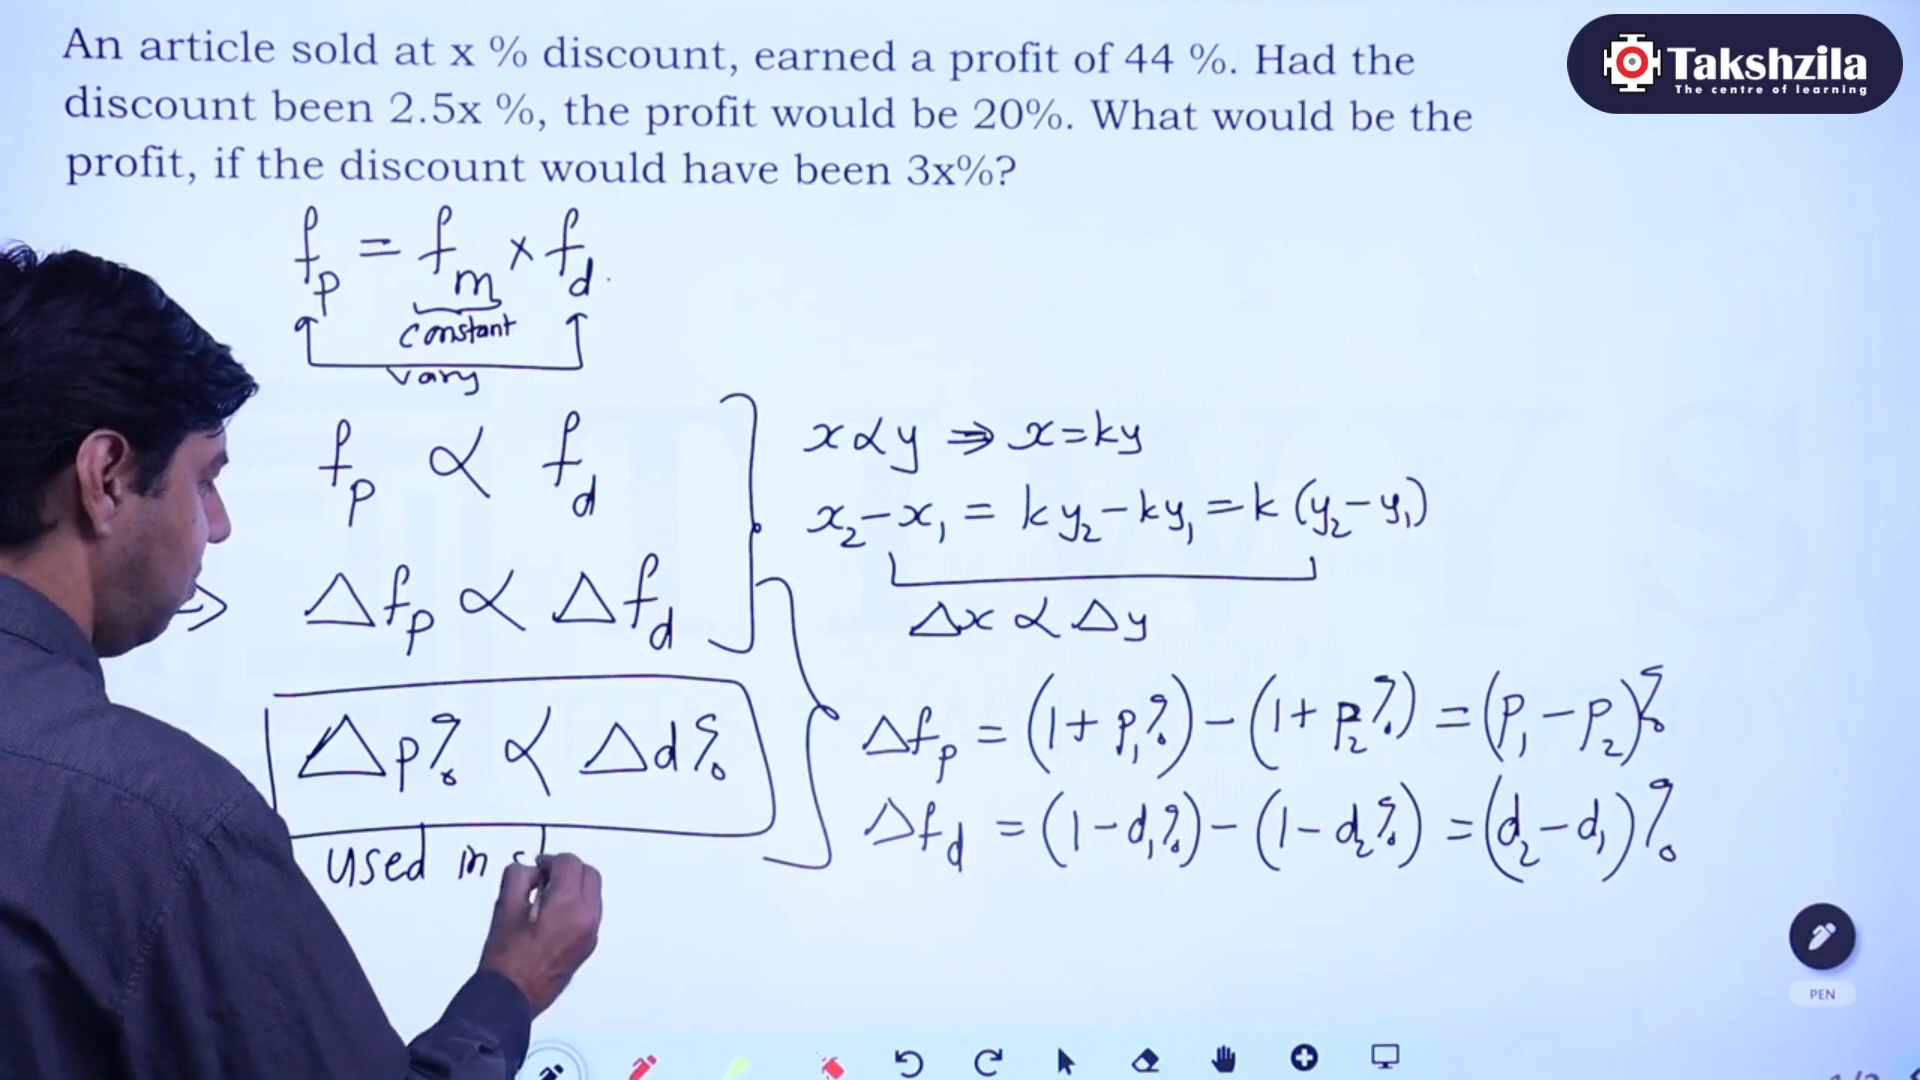 An article sold at x % discount, earned a profit of 44 %. Had the
discount been 2.5x %, the profit would be 20%. What would be the
profit, if the discount would have been 3x%?
Takshzila
The centre of learning
fp = fm × fd.
constant
vary
fp ∝ fd
Δfp ∝ Δfd
Δp% ∝ Δd%
used in
x∝y ⇒ x=ky
x₂-x₁ = ky₂-ky₁ = k(y₂-y₁)
Δx ∝ Δy
Δfp = (1+p₁%)-(1+p₂%) = (p₁-p₂)%
Δfd = (1-d₁%)-(1-d₂%) = (d₂-d₁)%
PEN